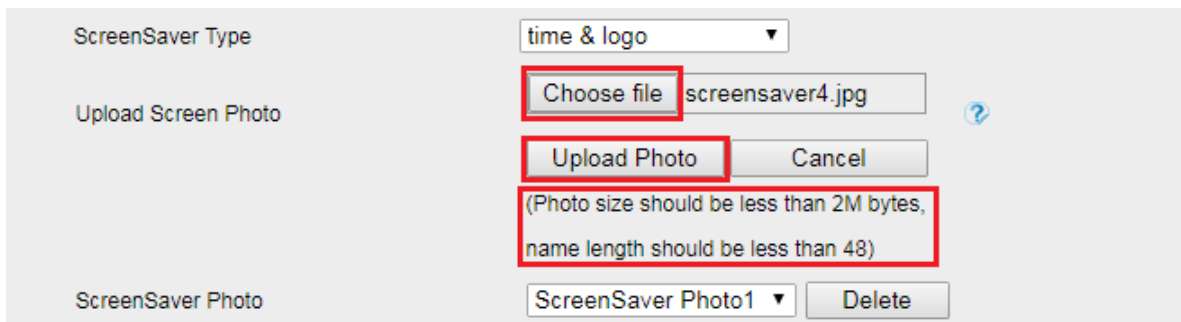 ScreenSaver Type time & logo
Choose file screensaver4.jpg
Upload Screen Photo
Upload Photo Cancel
(Photo size should be less than 2M bytes,
name length should be less than 48)
ScreenSaver Photo ScreenSaver Photo1 Delete